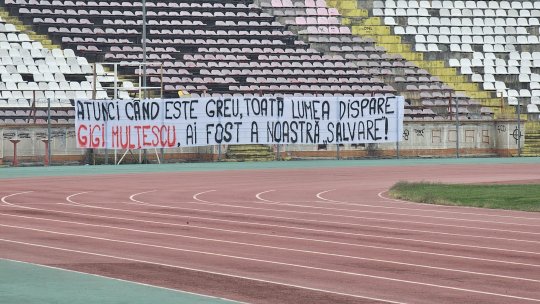 ATUNCI CÂND ESTE GREU, TOATĂ LUMEA DISPARE
GIGI MULȚESCU, AI FOST A NOASTRĂ „SALVARE”!